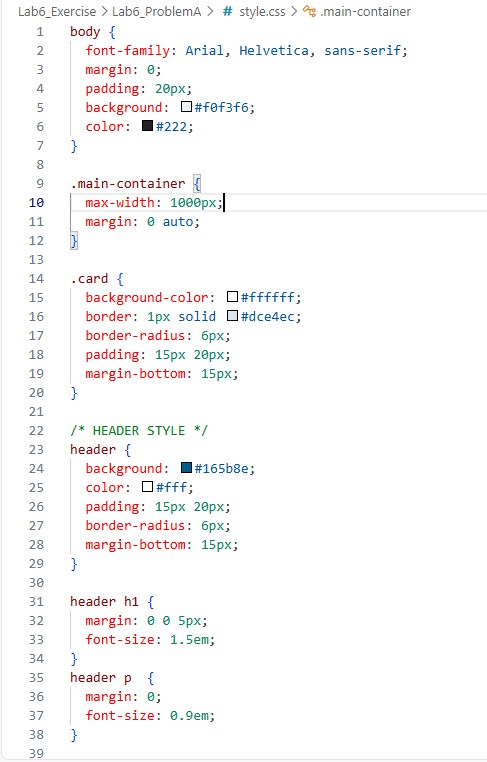 Lab6_Exercise > Lab6_ProblemA > # style.css > .main-container
1 body {
2 font-family: Arial, Helvetica, sans-serif;
3 margin: 0;
4 padding: 20px;
5 background: #f0f3f6;
6 color: #222;
7 }
8
9 .main-container {
10 max-width: 1000px;
11 margin: 0 auto;
12 }
13
14 .card {
15 background-color: #ffffff;
16 border: 1px solid #dce4ec;
17 border-radius: 6px;
18 padding: 15px 20px;
19 margin-bottom: 15px;
20 }
21
22 /* HEADER STYLE */
23 header {
24 background: #165b8e;
25 color: #fff;
26 padding: 15px 20px;
27 border-radius: 6px;
28 margin-bottom: 15px;
29 }
30
31 header h1 {
32 margin: 0 0 5px;
33 font-size: 1.5em;
34 }
35 header p  {
36 margin: 0;
37 font-size: 0.9em;
38 }
39